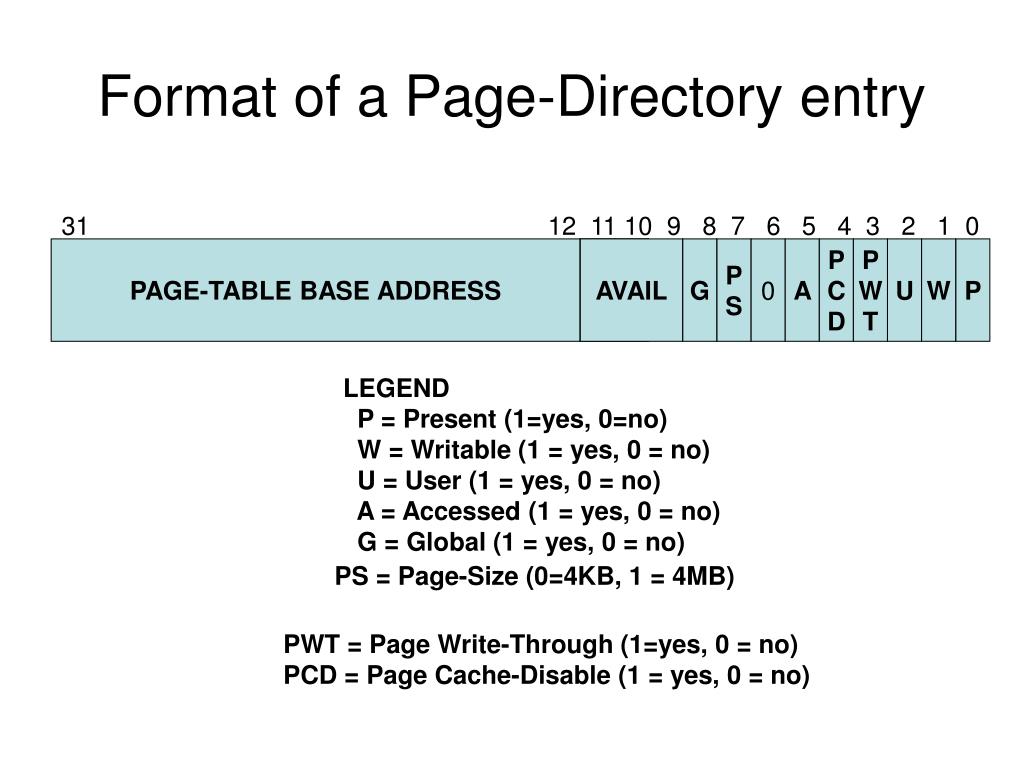 Format of a Page-Directory entry
31 12 11 10 9 8 7 6 5 4 3 2 1 0
PAGE-TABLE BASE ADDRESS AVAIL G PS 0 A PCD PWT U W P
LEGEND
P = Present (1=yes, 0=no)
W = Writable (1 = yes, 0 = no)
U = User (1 = yes, 0 = no)
A = Accessed (1 = yes, 0 = no)
G = Global (1 = yes, 0 = no)
PS = Page-Size (0=4KB, 1 = 4MB)
PWT = Page Write-Through (1=yes, 0 = no)
PCD = Page Cache-Disable (1 = yes, 0 = no)